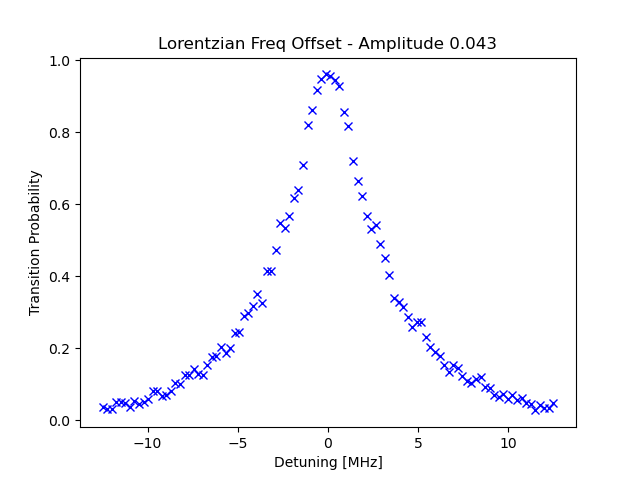 Lorentzian Freq Offset - Amplitude 0.043
1.0
0.8
0.6
0.4
0.2
0.0
Transition Probability
−10 −5 0 5 10
Detuning [MHz]